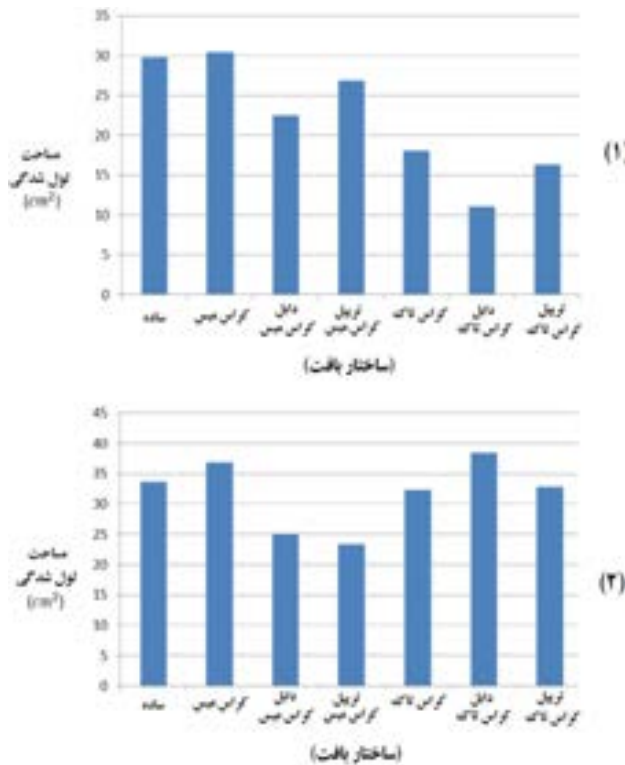 35
30
25
20
15
10
5
0
مساحت
لول شدگی
(cm²)
(۱)
ساده
کراس میس
دابل
کراس میس
تریپل
کراس میس
کراس تاک
دابل
کراس تاک
تریپل
کراس تاک
(ساختار بافت)
45
40
35
30
25
20
15
10
5
0
مساحت
لول شدگی
(cm²)
(۲)
ساده
کراس میس
دابل
کراس میس
تریپل
کراس میس
کراس تاک
دابل
کراس تاک
تریپل
کراس تاک
(ساختار بافت)